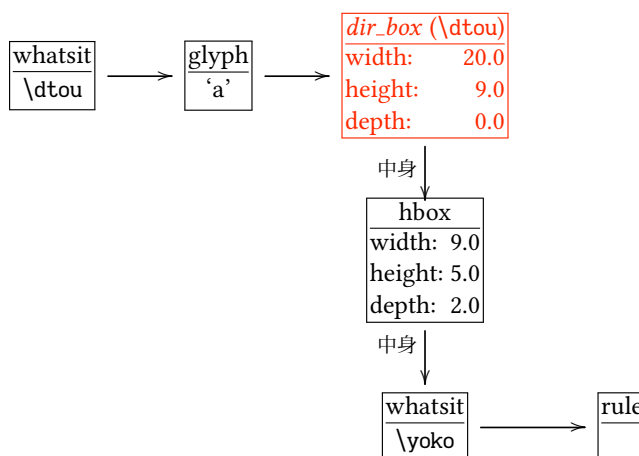 whatsit
\dtou
glyph
‘a’
dir_box (\dtou)
width: 20.0
height: 9.0
depth: 0.0
中身
hbox
width: 9.0
height: 5.0
depth: 2.0
中身
whatsit
\yoko
rule